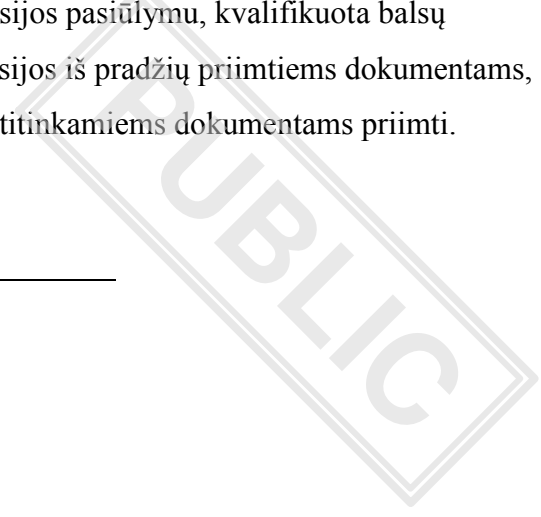 sijos pasiūlymu, kvalifikuota balsų
sijos iš pradžių priimtiems dokumentams,
titinkamiems dokumentams priimti.
PUBLIC